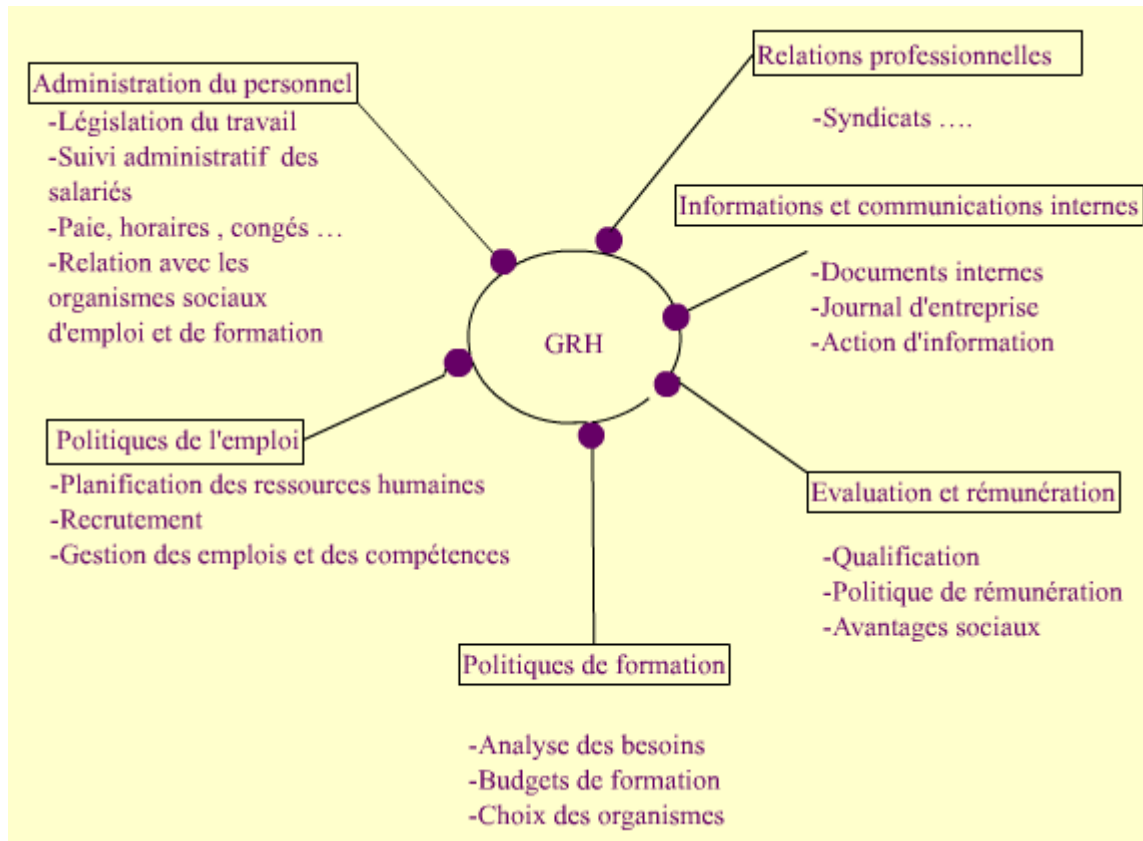 Administration du personnel
-Législation du travail
-Suivi administratif des
salariés
-Paie, horaires , congés …
-Relation avec les
organismes sociaux
d'emploi et de formation
Relations professionnelles
-Syndicats ….
Informations et communications internes
-Documents internes
-Journal d'entreprise
-Action d'information
GRH
Politiques de l'emploi
-Planification des ressources humaines
-Recrutement
-Gestion des emplois et des compétences
Evaluation et rémunération
-Qualification
-Politique de rémunération
-Avantages sociaux
Politiques de formation
-Analyse des besoins
-Budgets de formation
-Choix des organismes